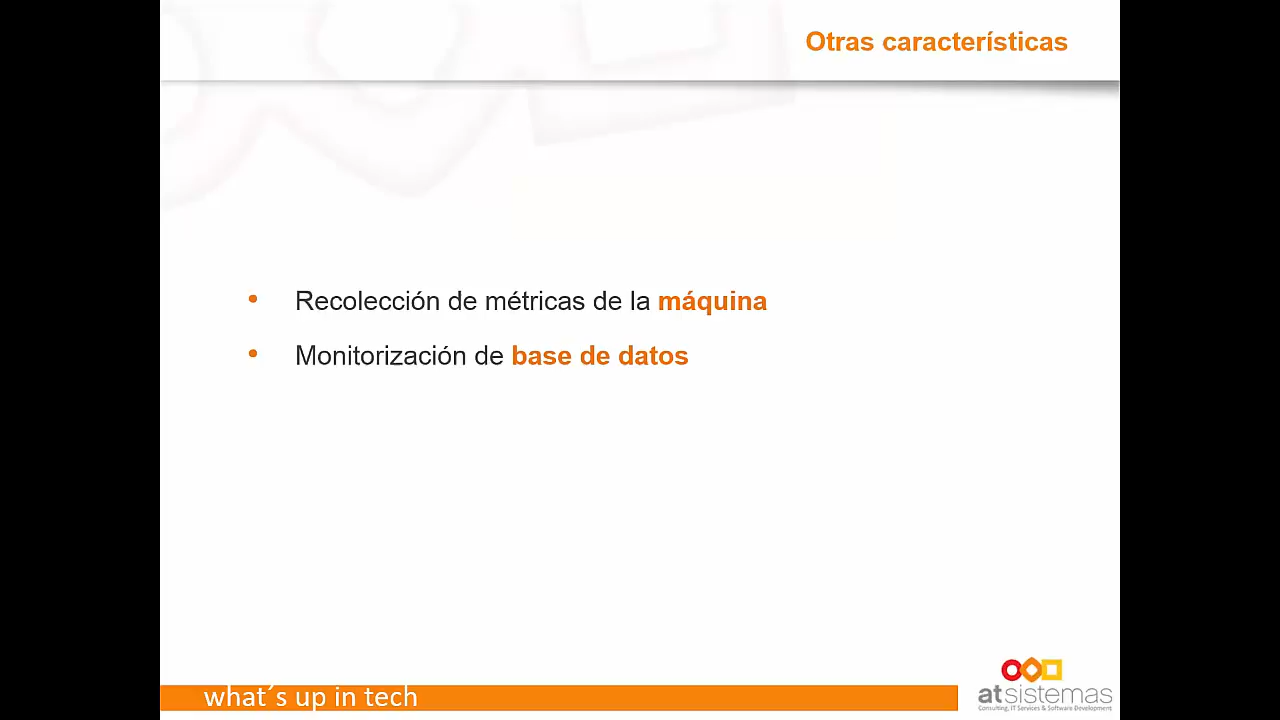 Otras características
• Recolección de métricas de la máquina
• Monitorización de base de datos
what´s up in tech
atsistemas
Consulting, IT Services & Software Development